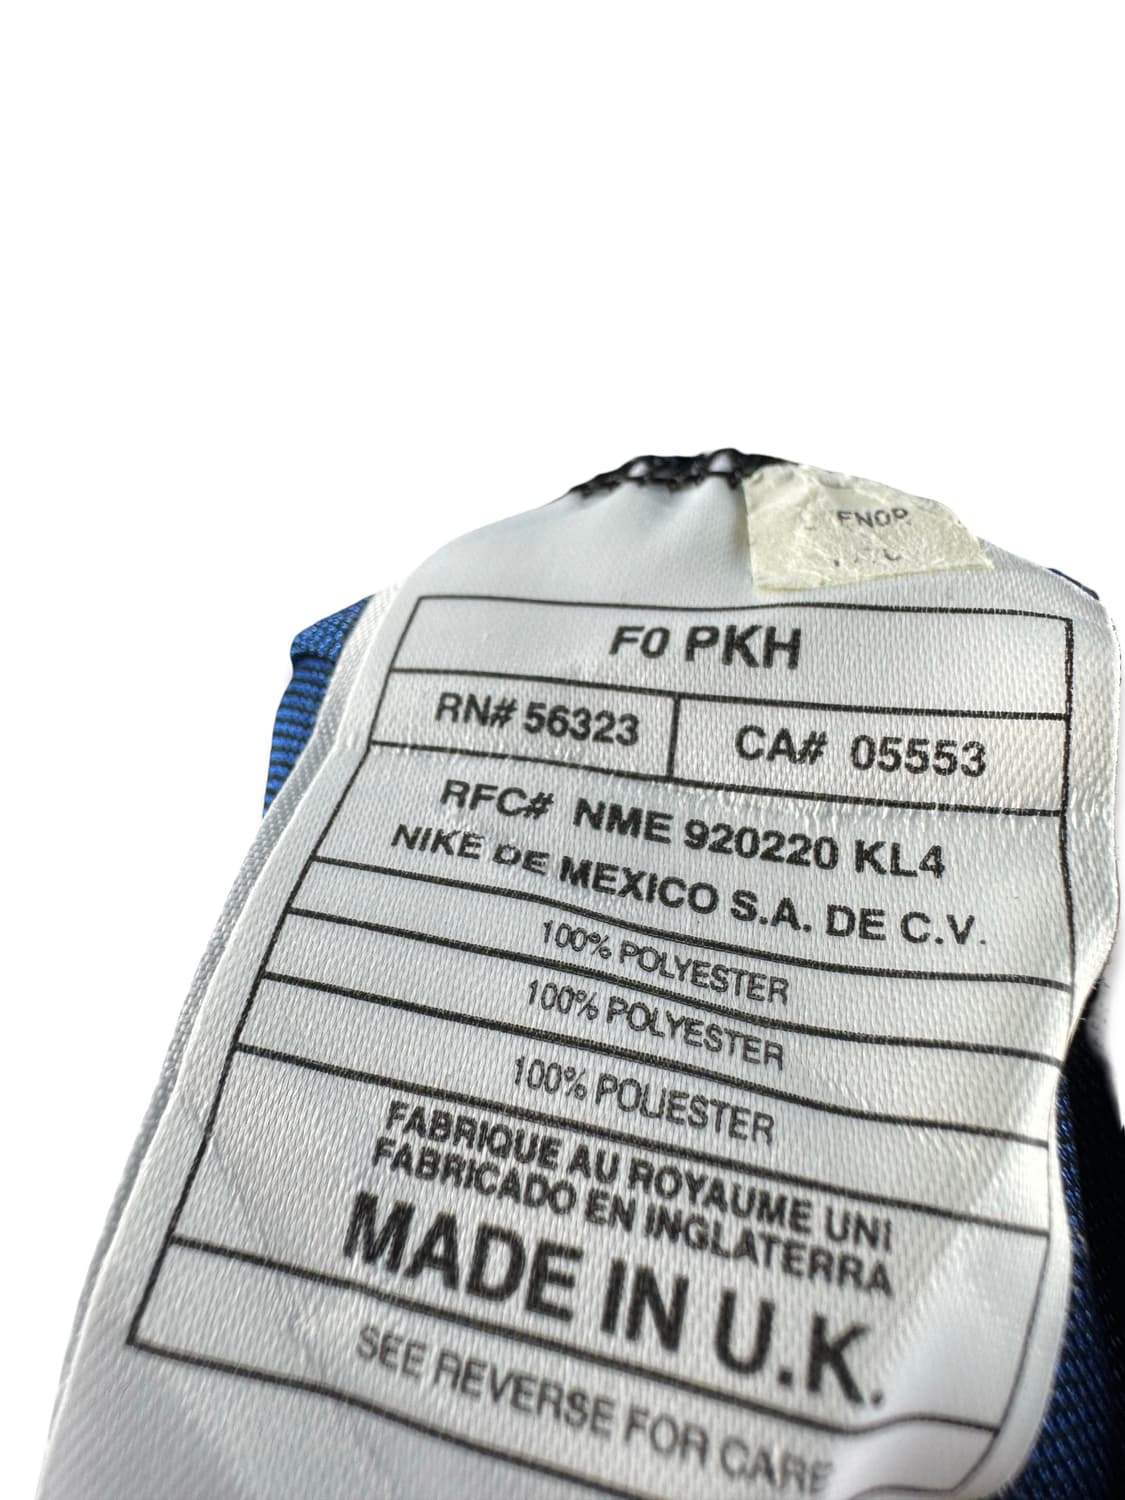 FNOP
F0 PKH
RN# 56323
CA# 05553
RFC# NME 920220 KL4
NIKE DE MEXICO S.A. DE C.V.
100% POLYESTER
100% POLYESTER
100% POLIESTER
FABRIQUE AU ROYAUME UNI
FABRICADO EN INGLATERRA
MADE IN U.K.
SEE REVERSE FOR CARE